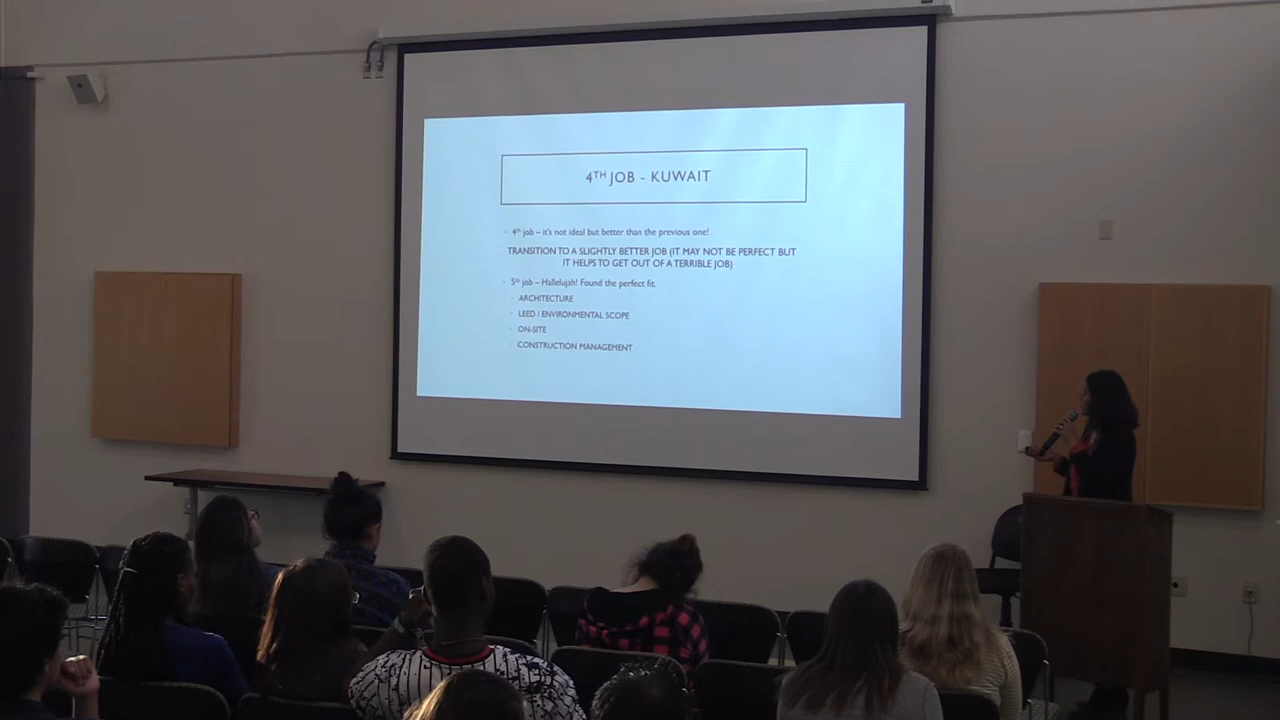 4TH JOB - KUWAIT
4th job – it's not ideal but better than the previous one!
TRANSITION TO A SLIGHTLY BETTER JOB (IT MAY NOT BE PERFECT BUT
IT HELPS TO GET OUT OF A TERRIBLE JOB)
5th job – Hallelujah! Found the perfect fit.
ARCHITECTURE
LEED / ENVIRONMENTAL SCOPE
ON-SITE
CONSTRUCTION MANAGEMENT